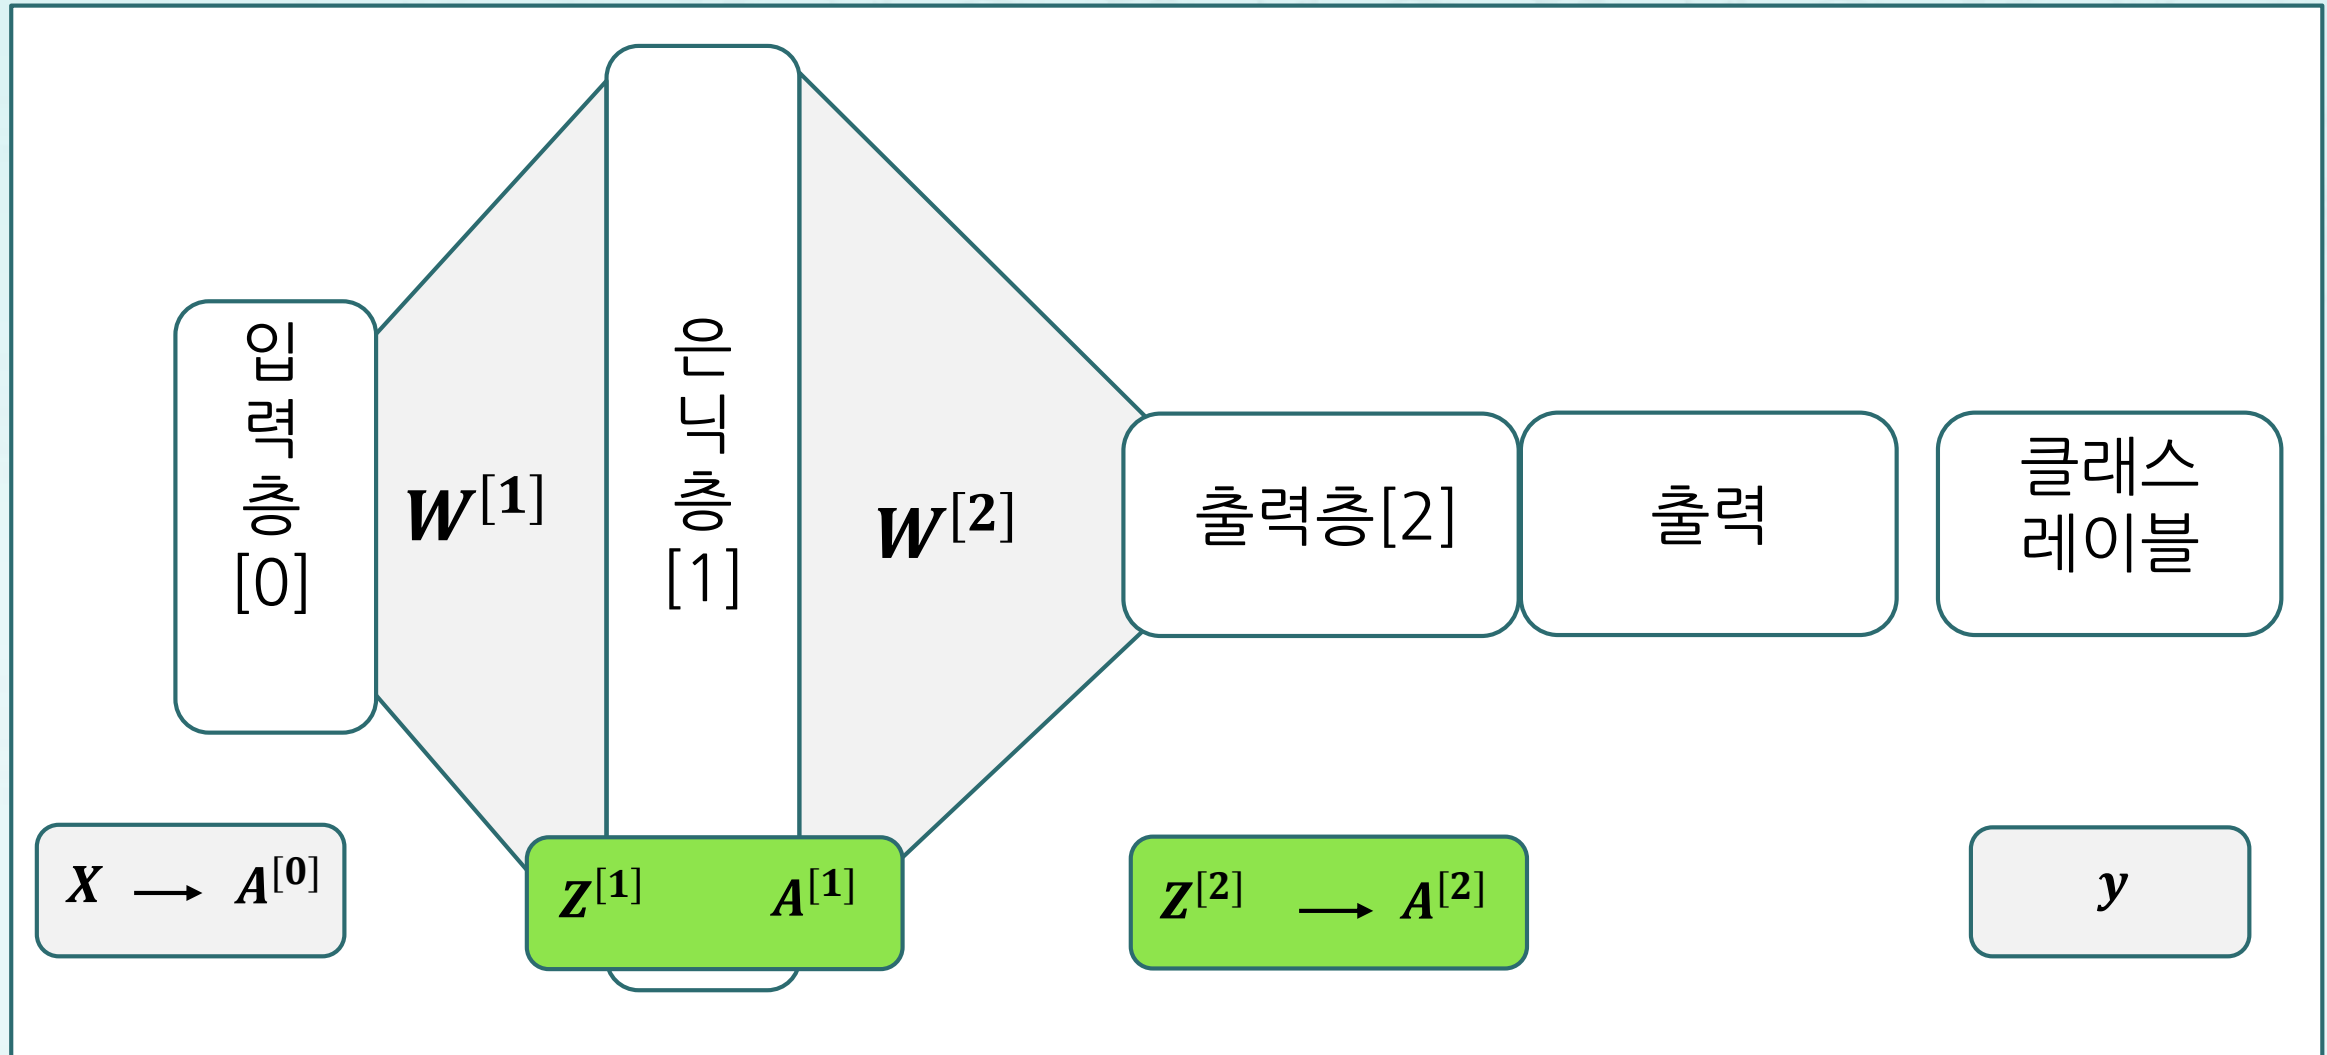 입
력
층
[0]
W^[1]
은
닉
층
[1]
W^[2]
출력층[2]
출력
클래스
레이블
X → A^[0]
Z^[1] A^[1]
Z^[2] → A^[2]
y